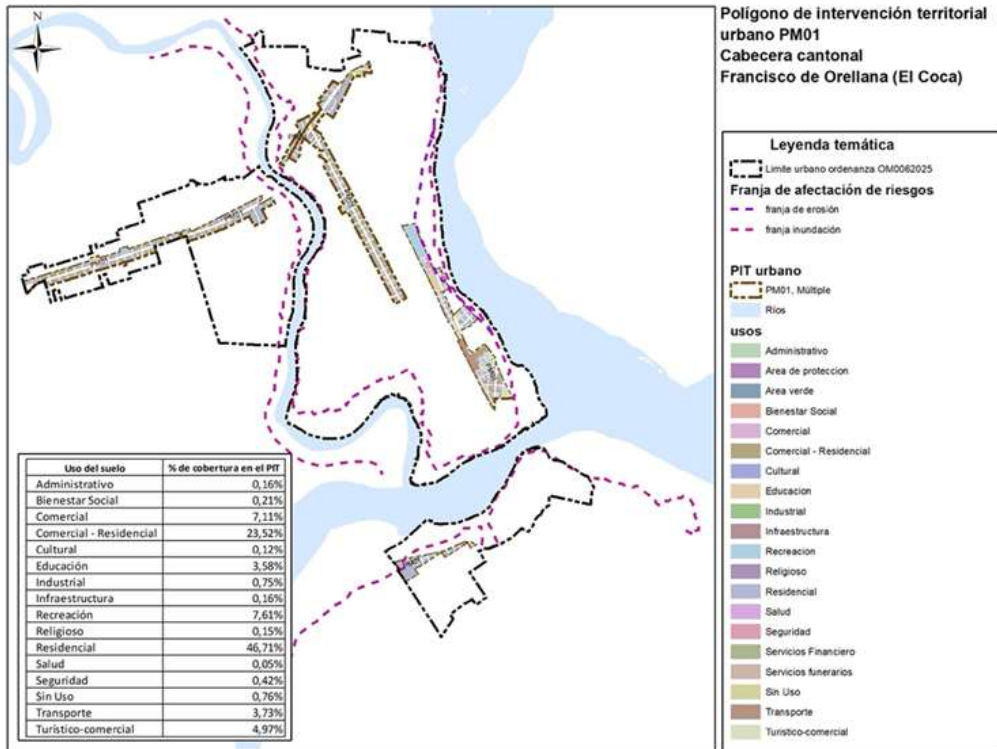 N
Polígono de intervención territorial
urbano PM01
Cabecera cantonal
Francisco de Orellana (El Coca)
Leyenda temática
Limite urbano ordenanza OM0062025
Franja de afectación de riesgos
franja de erosión
franja inundación
PIT urbano
PM01, Múltiple
Ríos
usos
Administrativo
Area de proteccion
Area verde
Bienestar Social
Comercial
Comercial - Residencial
Cultural
Educacion
Industrial
Infraestructura
Recreacion
Religioso
Residencial
Salud
Seguridad
Servicios Financiero
Servicios funerarios
Sin Uso
Transporte
Turistico-comercial
Uso del suelo % de cobertura en el PIT
Administrativo 0,16%
Bienestar Social 0,21%
Comercial 7,11%
Comercial - Residencial 23,52%
Cultural 0,12%
Educación 3,58%
Industrial 0,75%
Infraestructura 0,16%
Recreación 7,61%
Religioso 0,15%
Residencial 46,71%
Salud 0,05%
Seguridad 0,42%
Sin Uso 0,76%
Transporte 3,73%
Turístico-comercial 4,97%